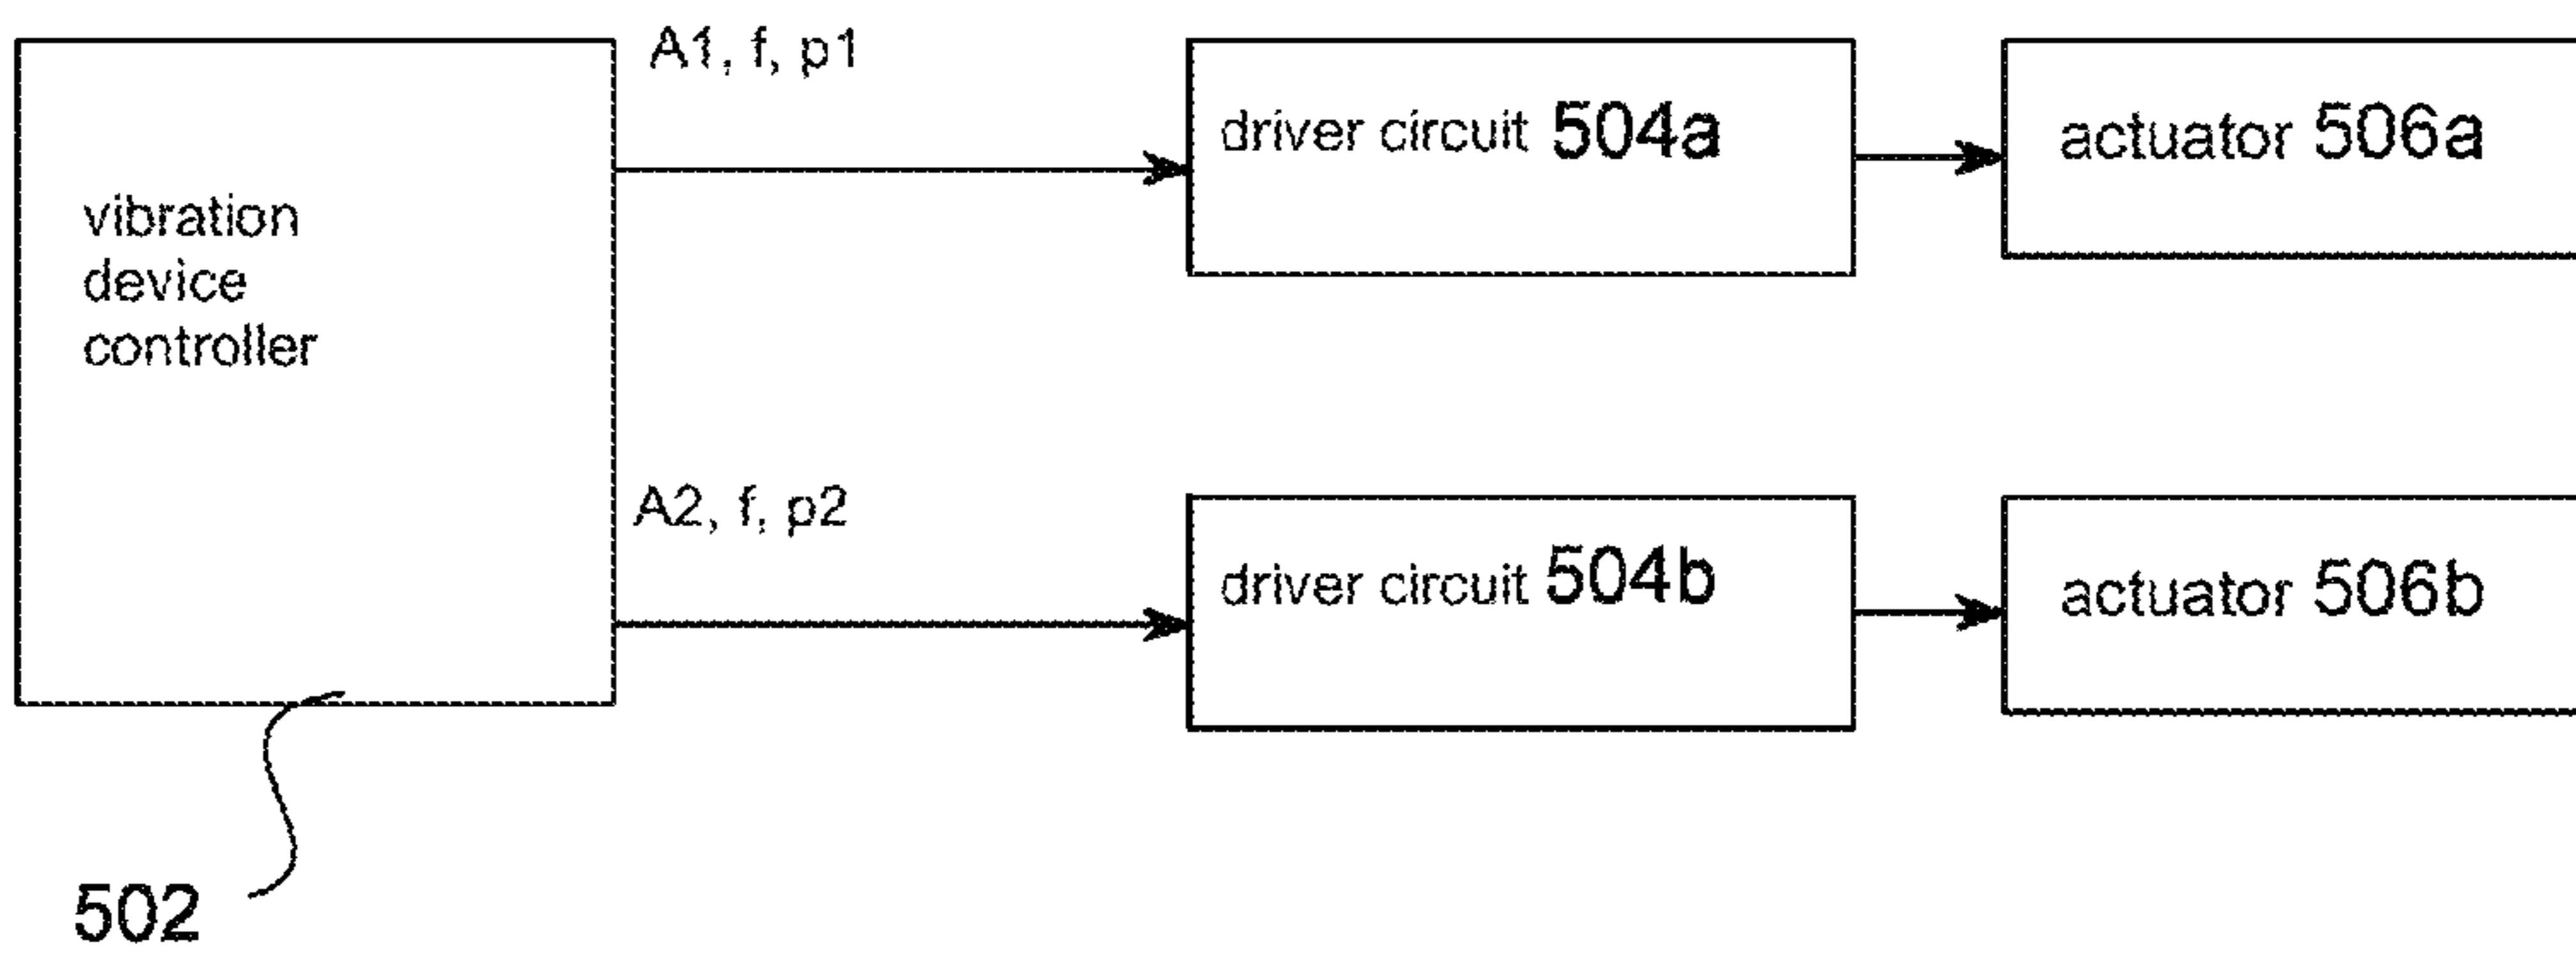 A1, f, p1
driver circuit 504a
actuator 506a
vibration
device
controller
A2, f, p2
driver circuit 504b
actuator 506b
502